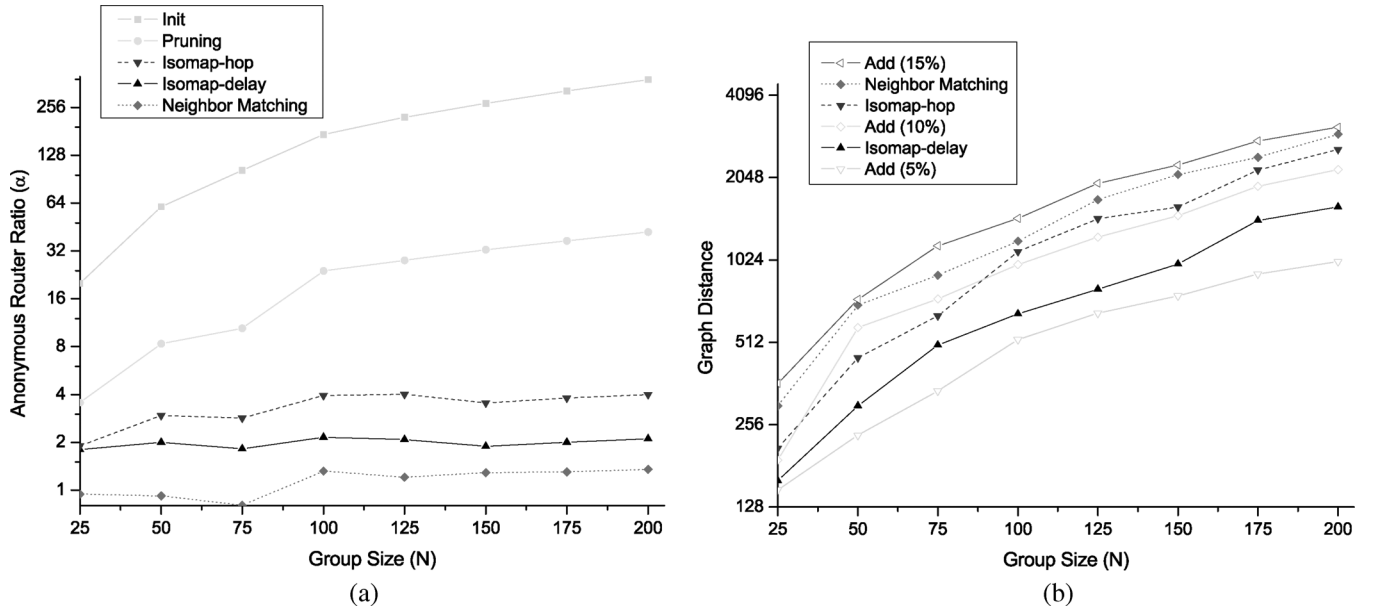 Init
Pruning
Isomap-hop
Isomap-delay
Neighbor Matching
Anonymous Router Ratio (α)
256
128
64
32
16
8
4
2
1
25
50
75
100
125
150
175
200
Group Size (N)
(a)
Add (15%)
Neighbor Matching
Isomap-hop
Add (10%)
Isomap-delay
Add (5%)
Graph Distance
4096
2048
1024
512
256
128
25
50
75
100
125
150
175
200
Group Size (N)
(b)